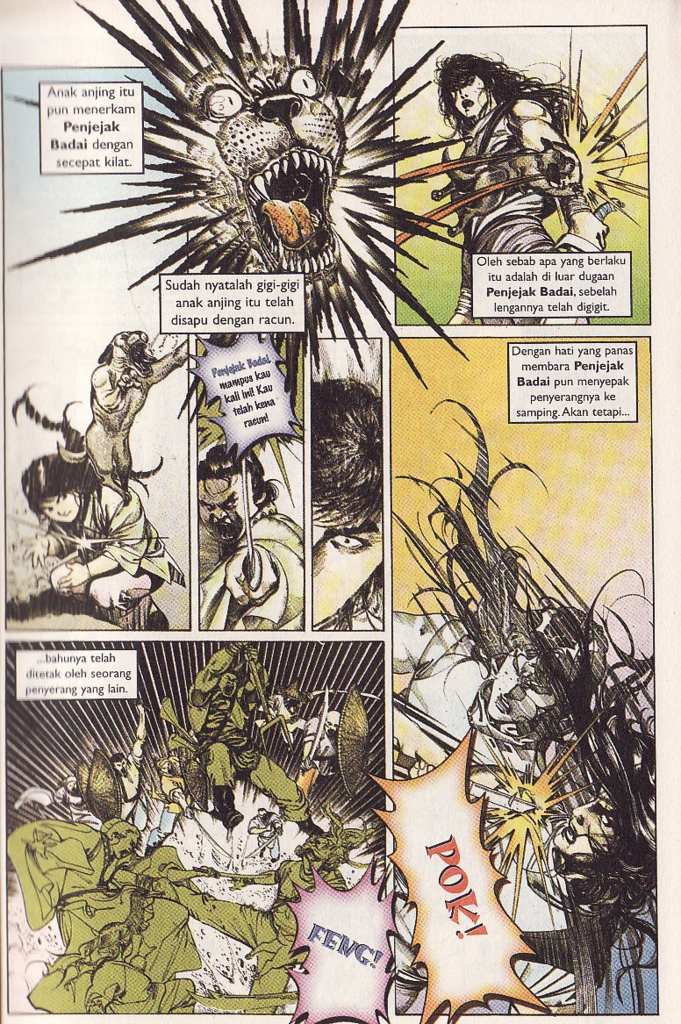 Anak anjing itu
pun menerkam
Penjejak
Badai dengan
secepat kilat.
Sudah nyatalah gigi-gigi
anak anjing itu telah
disapu dengan racun.
Oleh sebab apa yang berlaku
itu adalah di luar dugaan
Penjejak Badai, sebelah
lengannya telah digigit.
Penjejak Badai
mampus kau
kali ini! Kau
telah kena
racun!
Dengan hati yang panas
membara Penjejak
Badai pun menyepak
penyerangnya ke
samping. Akan tetapi...
...bahunya telah
ditetak oleh seorang
penyerang yang lain.
FENG!
POK!